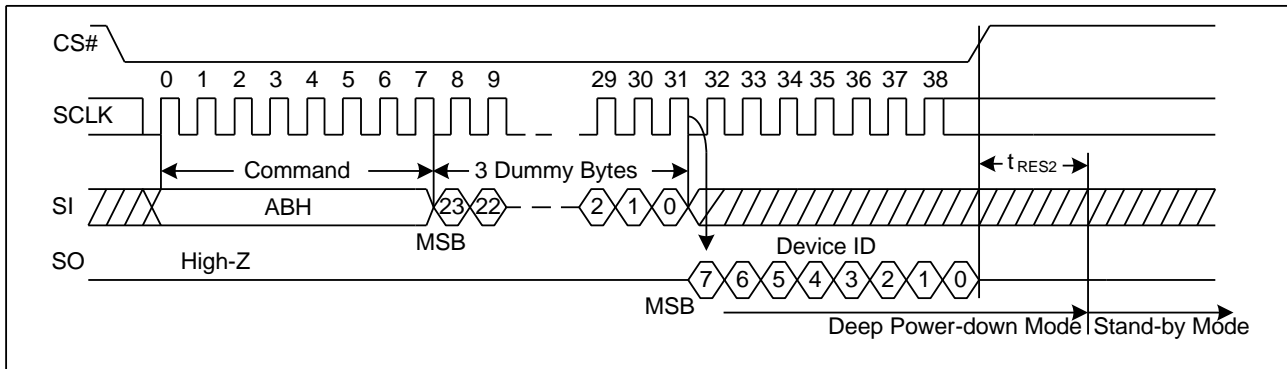 CS#
0 1 2 3 4 5 6 7 8 9 29 30 31 32 33 34 35 36 37 38
SCLK
Command 3 Dummy Bytes tRES2
SI ABH 23 22 2 1 0
MSB Device ID
SO High-Z 7 6 5 4 3 2 1 0
MSB
Deep Power-down Mode Stand-by Mode